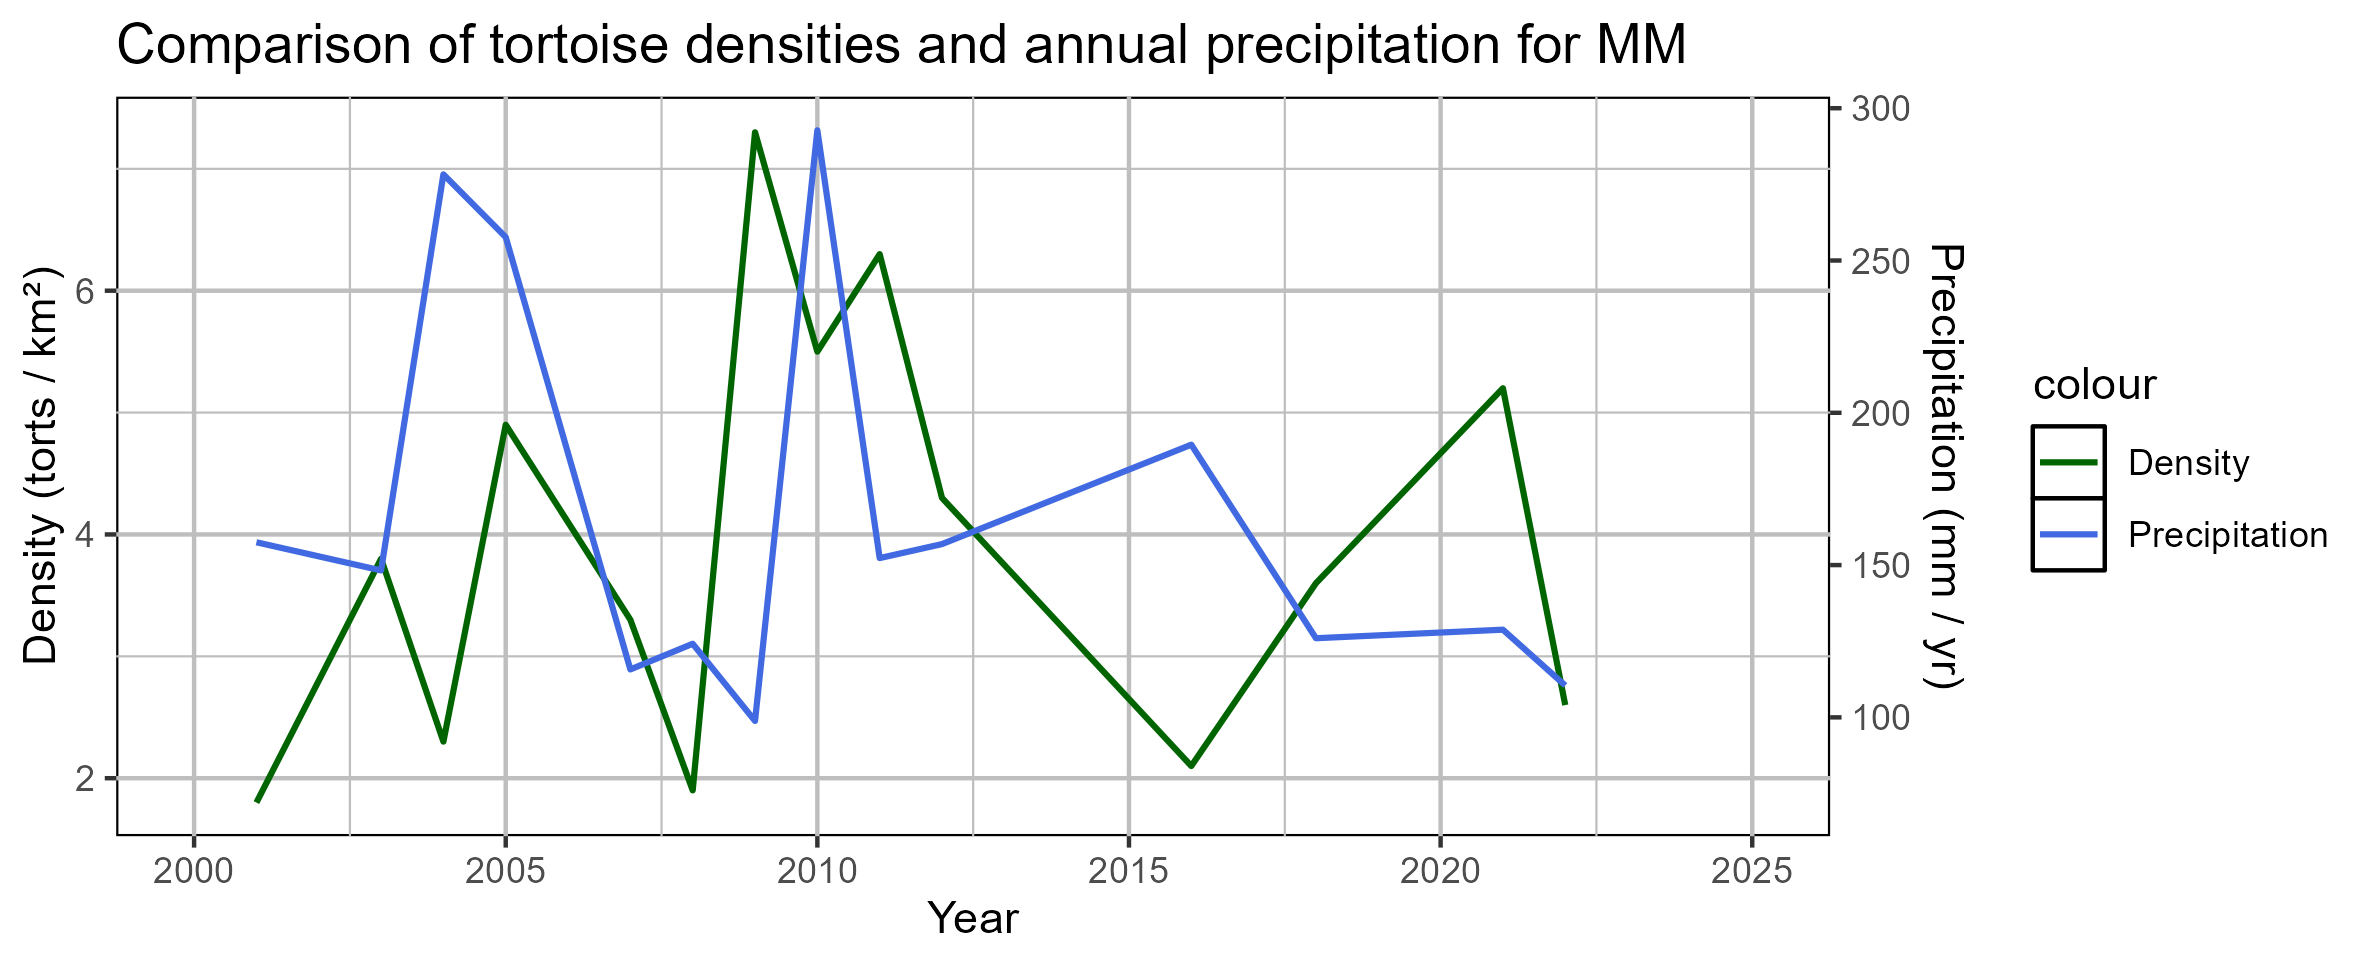 Comparison of tortoise densities and annual precipitation for MM
Density (torts / km²)
6
4
2
300
250
200
150
100
Precipitation (mm / yr)
2000 2005 2010 2015 2020 2025
Year
colour
Density
Precipitation